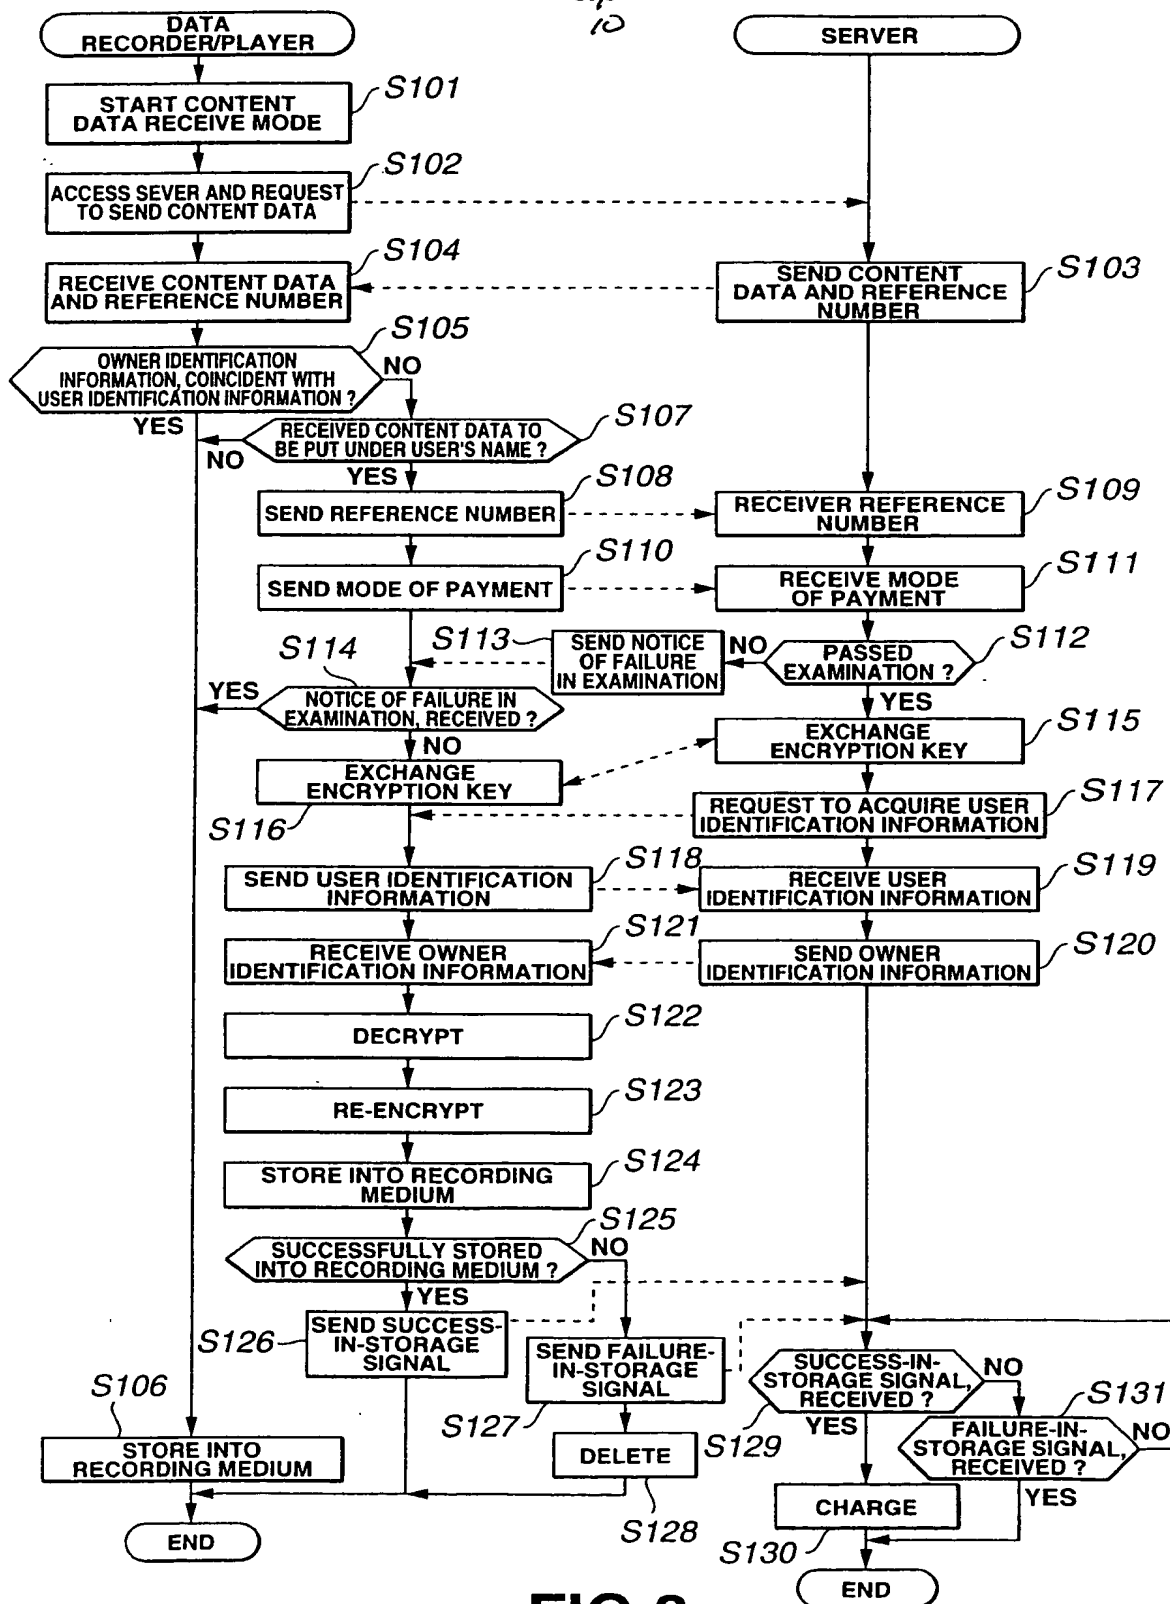 10
DATA
RECORDER/PLAYER
SERVER
S101
START CONTENT
DATA RECEIVE MODE
S102
ACCESS SEVER AND REQUEST
TO SEND CONTENT DATA
S104
RECEIVE CONTENT DATA
AND REFERENCE NUMBER
S103
SEND CONTENT
DATA AND REFERENCE
NUMBER
S105
OWNER IDENTIFICATION
INFORMATION, COINCIDENT WITH
USER IDENTIFICATION INFORMATION ?
NO
YES
S107
RECEIVED CONTENT DATA TO
BE PUT UNDER USER'S NAME ?
NO
YES
S108
SEND REFERENCE NUMBER
S109
RECEIVER REFERENCE
NUMBER
S110
SEND MODE OF PAYMENT
S111
RECEIVE MODE
OF PAYMENT
S112
PASSED
EXAMINATION ?
NO
YES
S113
SEND NOTICE
OF FAILURE
IN EXAMINATION
S114
NOTICE OF FAILURE IN
EXAMINATION, RECEIVED ?
YES
NO
S115
EXCHANGE
ENCRYPTION KEY
EXCHANGE
ENCRYPTION KEY
S116
S117
REQUEST TO ACQUIRE USER
IDENTIFICATION INFORMATION
S118
SEND USER IDENTIFICATION
INFORMATION
S119
RECEIVE USER
IDENTIFICATION INFORMATION
S121
RECEIVE OWNER
IDENTIFICATION INFORMATION
S120
SEND OWNER
IDENTIFICATION INFORMATION
S122
DECRYPT
S123
RE-ENCRYPT
S124
STORE INTO RECORDING
MEDIUM
S125
SUCCESSFULLY STORED
INTO RECORDING MEDIUM ?
NO
YES
S126
SEND SUCCESS-
IN-STORAGE
SIGNAL
SEND FAILURE-
IN-STORAGE
SIGNAL
S127
DELETE
S128
S106
STORE INTO
RECORDING MEDIUM
END
SUCCESS-IN-
STORAGE SIGNAL,
RECEIVED ?
NO
YES
S129
S131
FAILURE-IN-
STORAGE SIGNAL,
RECEIVED ?
NO
YES
CHARGE
S130
END